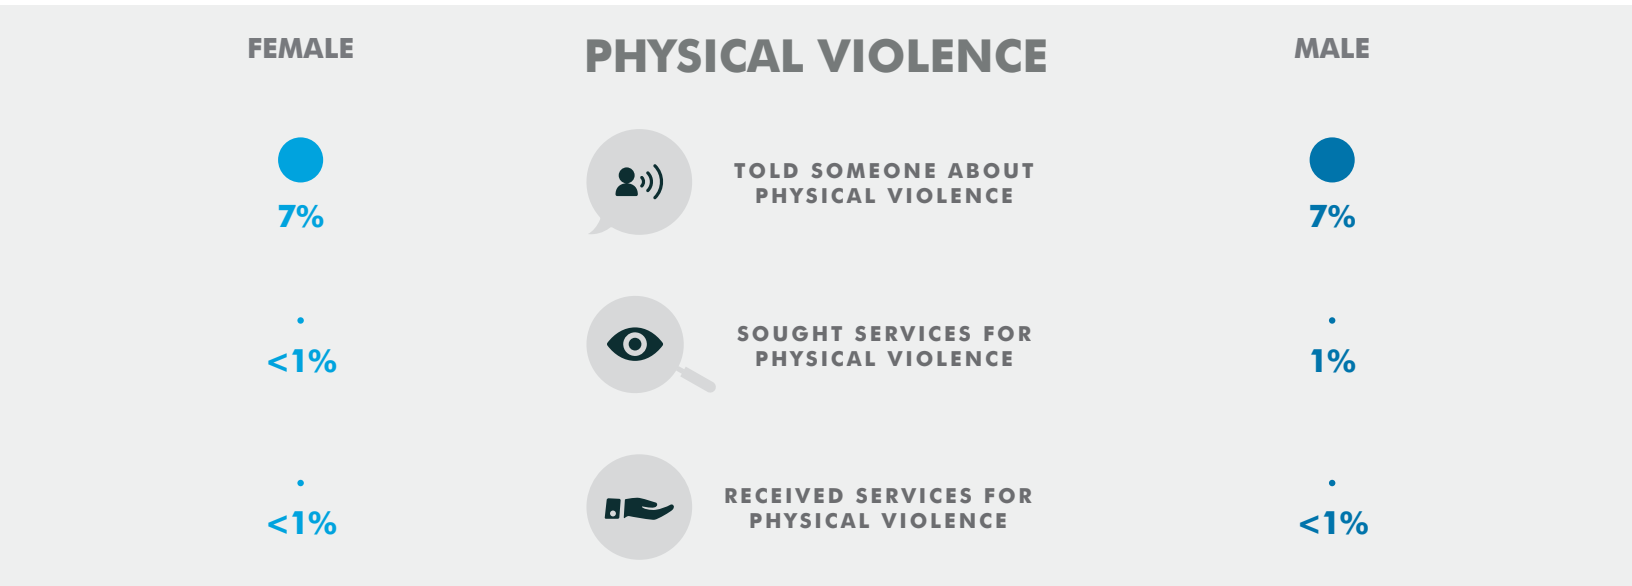 FEMALE
PHYSICAL VIOLENCE
MALE
TOLD SOMEONE ABOUT
PHYSICAL VIOLENCE
7%
7%
SOUGHT SERVICES FOR
PHYSICAL VIOLENCE
<1%
1%
RECEIVED SERVICES FOR
PHYSICAL VIOLENCE
<1%
<1%